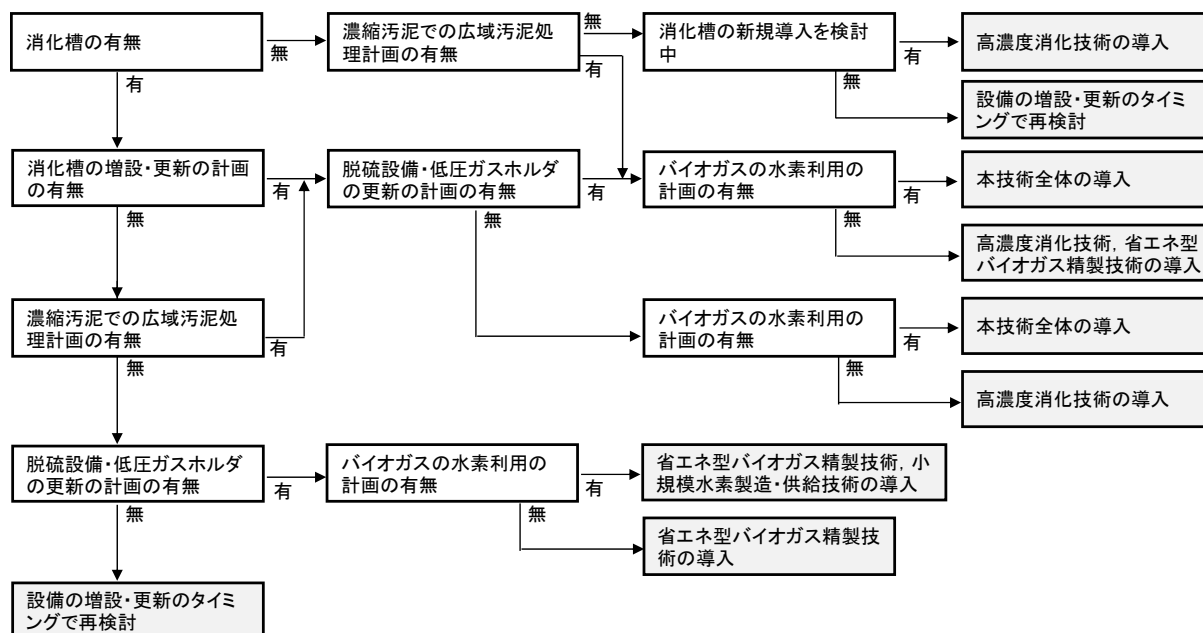 消化槽の有無
無
有
濃縮汚泥での広域汚泥処
理計画の有無
無
有
消化槽の新規導入を検討
中
有
無
高濃度消化技術の導入
設備の増設・更新のタイミ
ングで再検討
消化槽の増設・更新の計画
の有無
有
無
脱硫設備・低圧ガスホルダ
の更新の計画の有無
有
無
バイオガスの水素利用の
計画の有無
有
無
本技術全体の導入
高濃度消化技術，省エネ型
バイオガス精製技術の導入
濃縮汚泥での広域汚泥処
理計画の有無
有
無
バイオガスの水素利用の
計画の有無
有
無
本技術全体の導入
高濃度消化技術の導入
脱硫設備・低圧ガスホルダ
の更新の計画の有無
有
無
バイオガスの水素利用の
計画の有無
有
無
省エネ型バイオガス精製技術，小
規模水素製造・供給技術の導入
省エネ型バイオガス精製技
術の導入
設備の増設・更新のタイミ
ングで再検討